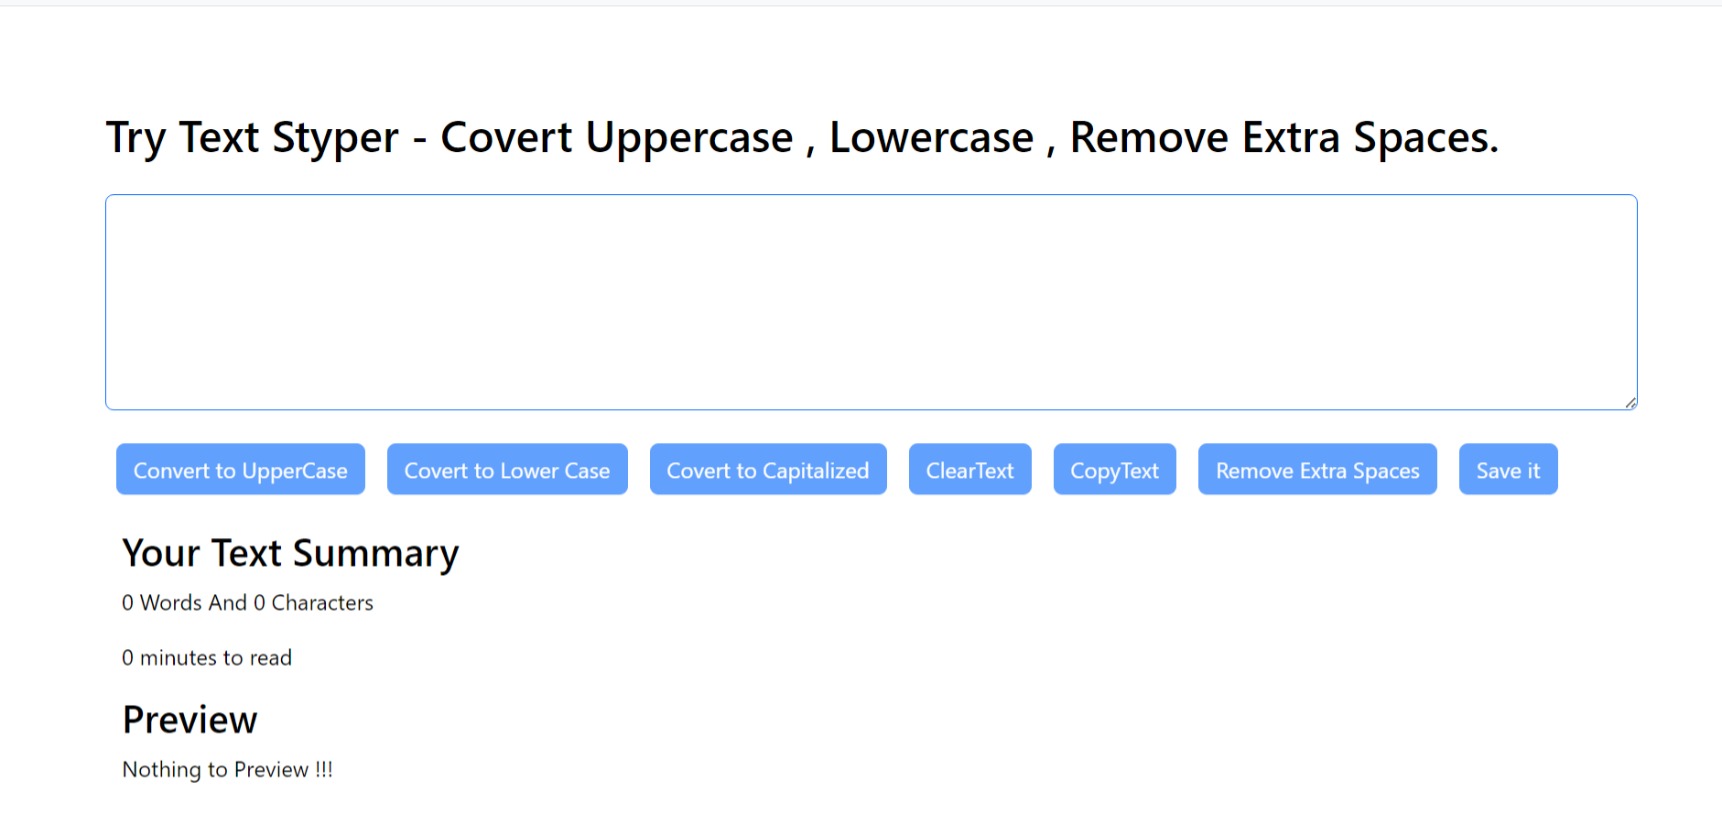 Try Text Styper - Covert Uppercase , Lowercase , Remove Extra Spaces.
Convert to UpperCase Covert to Lower Case Covert to Capitalized ClearText CopyText Remove Extra Spaces Save it
Your Text Summary
0 Words And 0 Characters
0 minutes to read
Preview
Nothing to Preview !!!